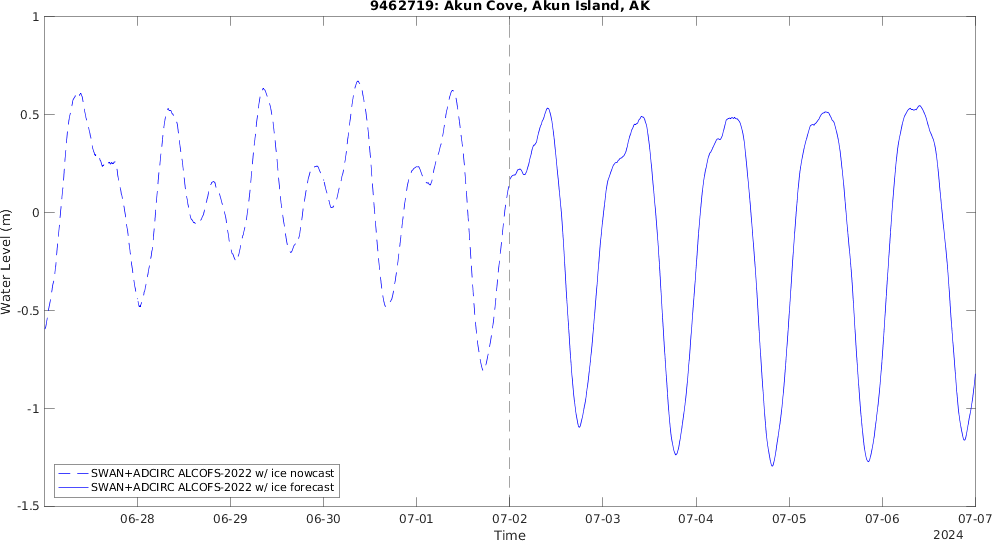 9462719: Akun Cove, Akun Island, AK
1
0.5
0
-0.5
-1
-1.5
Water Level (m)
SWAN+ADCIRC ALCOFS-2022 w/ ice nowcast
SWAN+ADCIRC ALCOFS-2022 w/ ice forecast
06-28 06-29 06-30 07-01 07-02 07-03 07-04 07-05 07-06 07-07
Time
2024